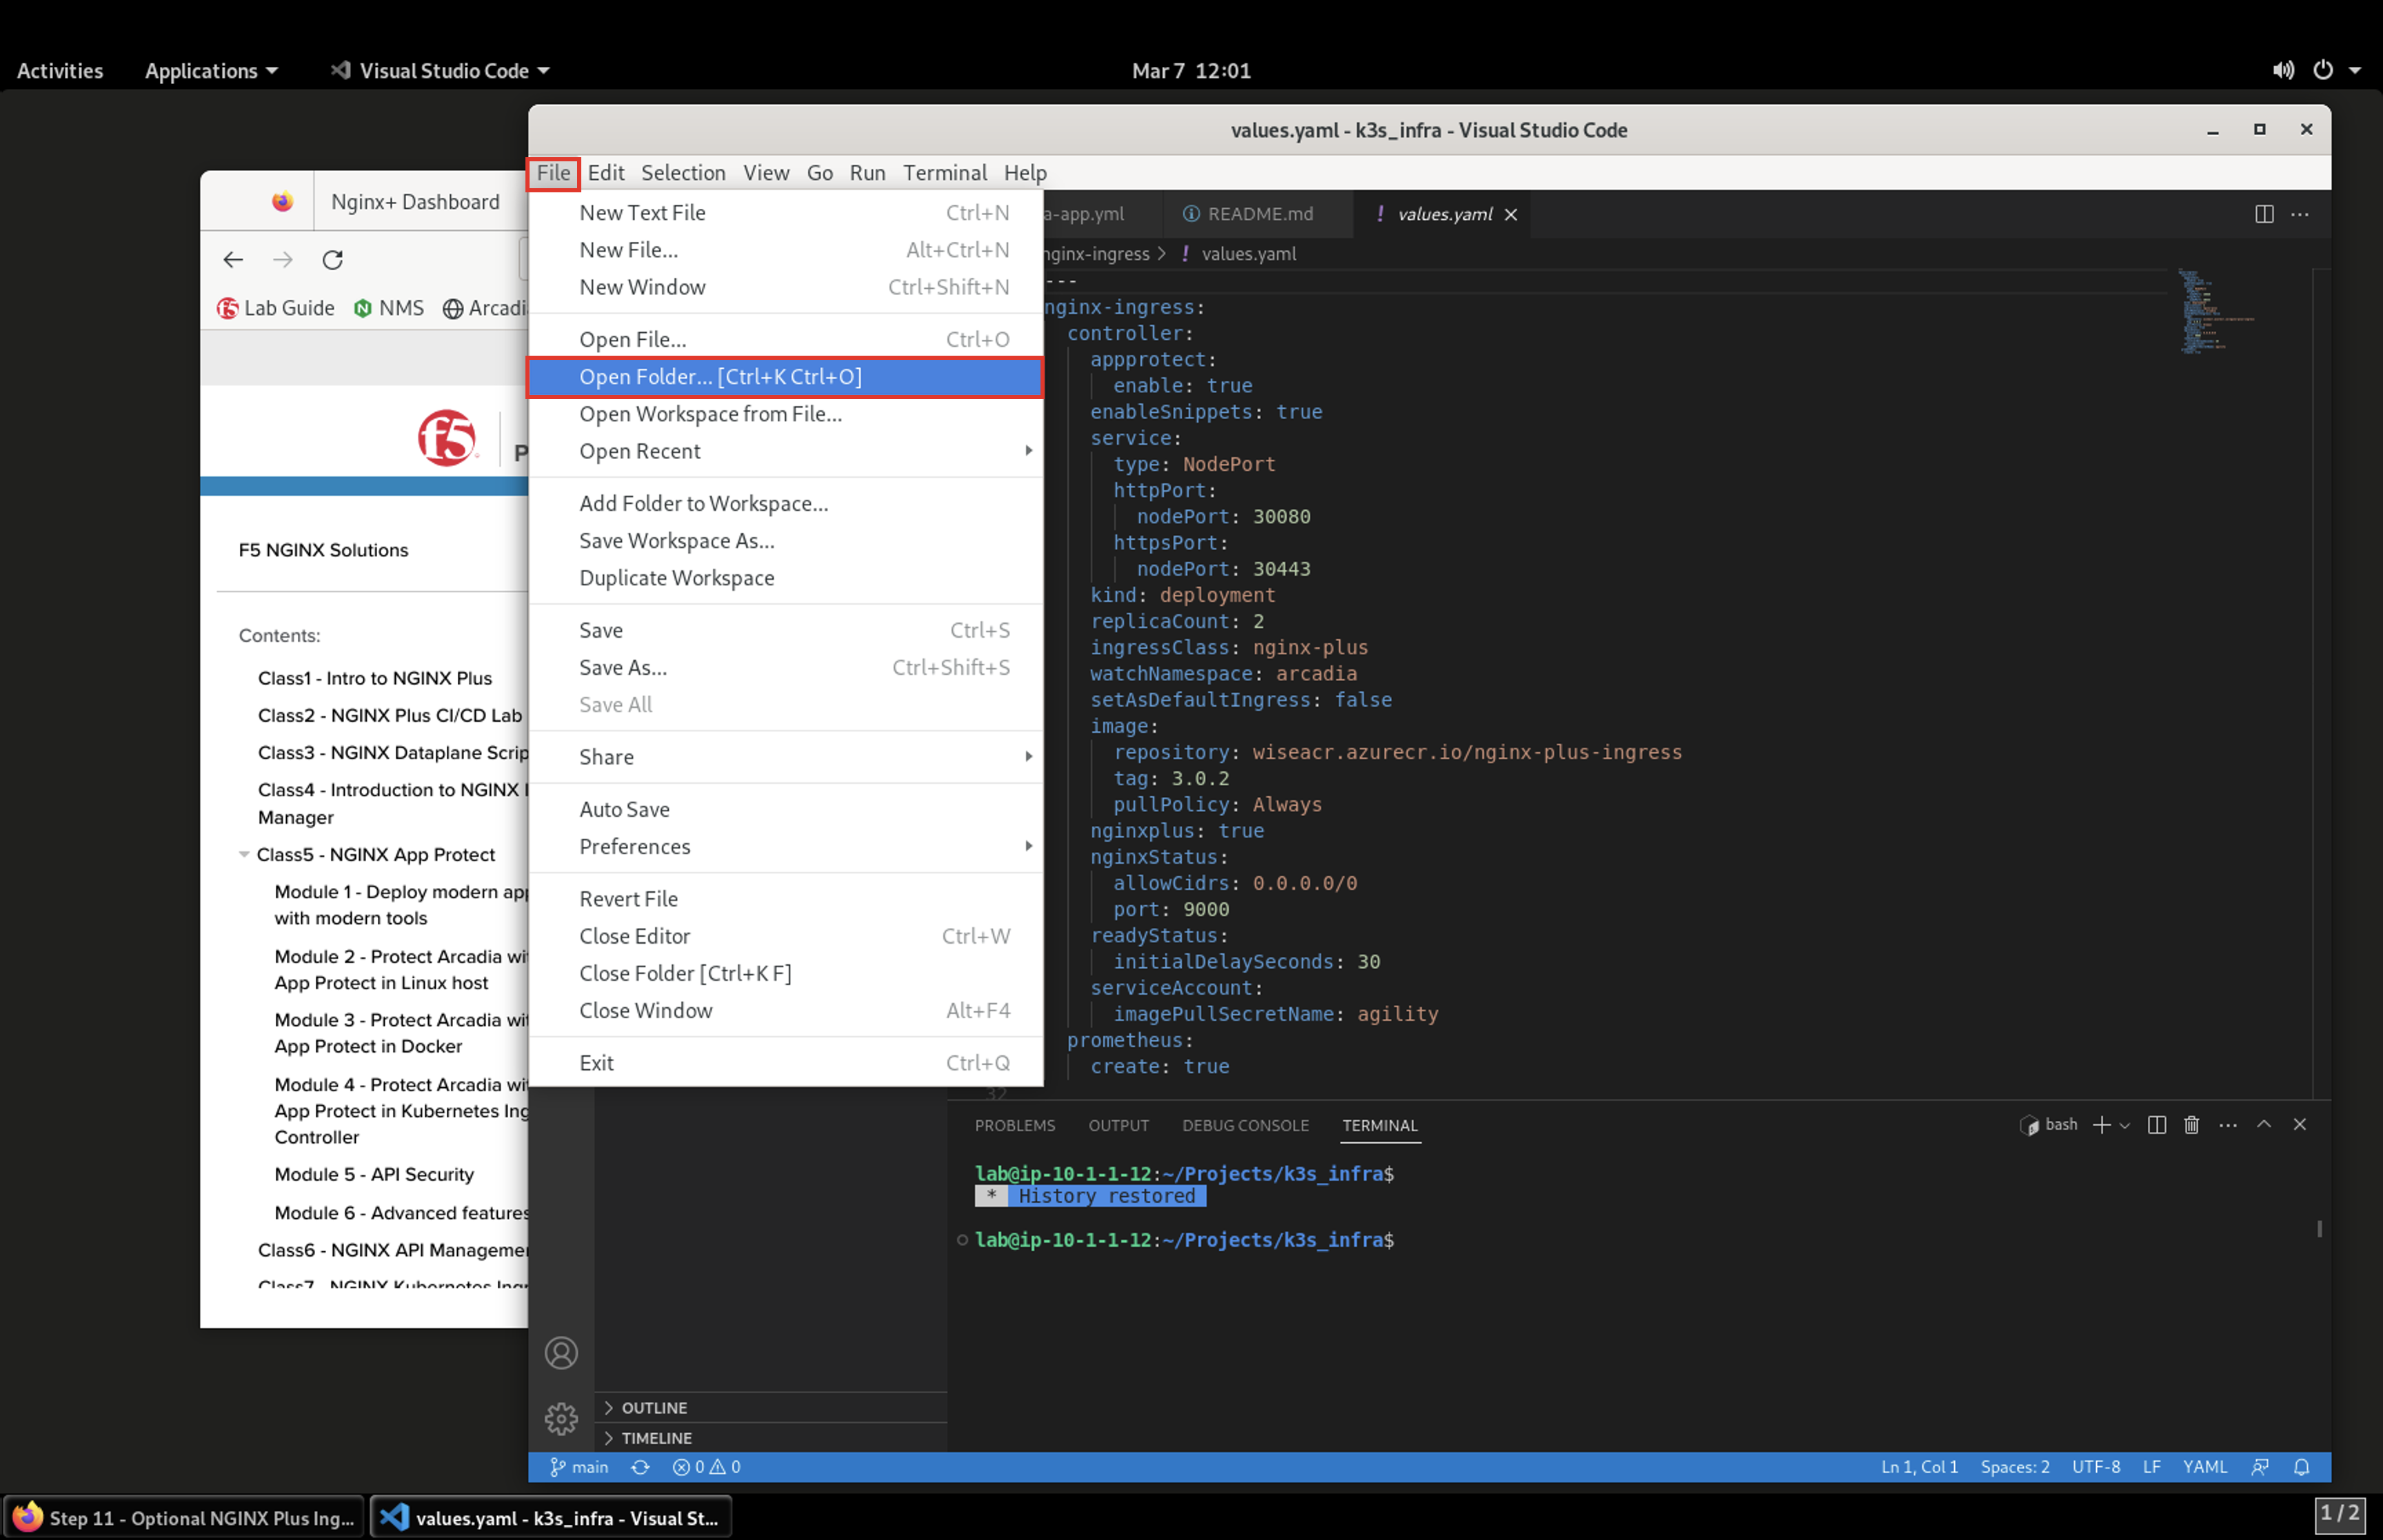 Activities
Applications
Visual Studio Code
Mar 7 12:01
values.yaml - k3s_infra - Visual Studio Code
File Edit Selection View Go Run Terminal Help
Nginx+ Dashboard
Lab Guide
NMS
f5
F5 NGINX Solutions
Contents:
Class1 - Intro to NGINX Plus
Class2 - NGINX Plus CI/CD Lab
Class3 - NGINX Dataplane
Class4 - Introduction to NGINX
Manager
Class5 - NGINX App Protect
Module 1 - Deploy modern
with modern tools
Module 2 - Protect Arcadia
App Protect in Linux host
Module 3 - Protect Arcadia
App Protect in Docker
Module 4 - Protect Arcadia
App Protect in Kubernetes
Controller
Module 5 - API Security
Module 6 - Advanced features
Class6 - NGINX API
Class7 - NGINX Kubernetes
New Text File Ctrl+N
New File... Alt+Ctrl+N
New Window Ctrl+Shift+N
Open File... Ctrl+O
Open Folder... [Ctrl+K Ctrl+O]
Open Workspace from File...
Open Recent
Add Folder to Workspace...
Save Workspace As...
Duplicate Workspace
Save Ctrl+S
Save As... Ctrl+Shift+S
Save All
Share
Auto Save
Preferences
Revert File
Close Editor Ctrl+W
Close Folder [Ctrl+K F]
Close Window Alt+F4
Exit Ctrl+Q
a-app.yml
README.md
! values.yaml
nginx-ingress > ! values.yaml
---
nginx-ingress:
controller:
appprotect:
enable: true
enableSnippets: true
service:
type: NodePort
httpPort:
nodePort: 30080
httpsPort:
nodePort: 30443
kind: deployment
replicaCount: 2
ingressClass: nginx-plus
watchNamespace: arcadia
setAsDefaultIngress: false
image:
repository: wiseacr.azurecr.io/nginx-plus-ingress
tag: 3.0.2
pullPolicy: Always
nginxplus: true
nginxStatus:
allowCidrs: 0.0.0.0/0
port: 9000
readyStatus:
initialDelaySeconds: 30
serviceAccount:
imagePullSecretName: agility
prometheus:
create: true
32
PROBLEMS OUTPUT DEBUG CONSOLE TERMINAL
bash
lab@ip-10-1-1-12:~/Projects/k3s_infra$
* History restored
lab@ip-10-1-1-12:~/Projects/k3s_infra$
OUTLINE
TIMELINE
main
0 0
Ln 1, Col 1 Spaces: 2 UTF-8 LF YAML
Step 11 - Optional NGINX Plus Ing...
values.yaml - k3s_infra - Visual St...
1 / 2